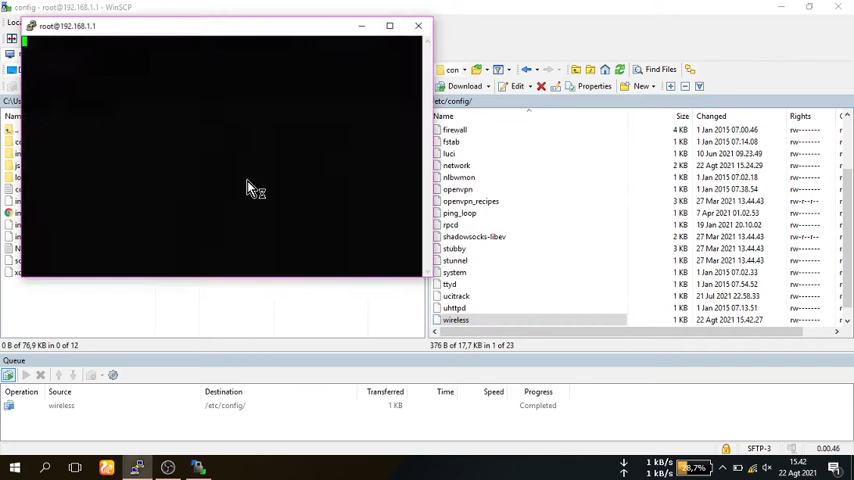 config - root@192.168.1.1 - WinSCP
root@192.168.1.1
con
Find Files
Download
Edit
Properties
New
/etc/config/
Name Size Changed Rights
firewall 4 KB 1 Jan 2015 07.00.46 rw-------
fstab 1 KB 1 Jan 2015 07.14.08 rw-------
luci 1 KB 10 Jun 2021 09.23.49 rw-------
network 1 KB 22 Agt 2021 15.24.29 rw-------
nlbwmon 1 KB 1 Jan 2015 07.02.18 rw-------
openvpn 1 KB 1 Jan 2015 07.38.54 rw-------
openvpn_recipes 3 KB 27 Mar 2021 13.44.43 rw-r--r--
ping_loop 1 KB 7 Apr 2021 01.02.53 rw-------
rpcd 1 KB 19 Jan 2021 20.10.02 rw-------
shadowsocks-libev 1 KB 27 Mar 2021 13.44.43 rw-r--r--
stubby 1 KB 27 Mar 2021 13.44.43 rw-------
stunnel 1 KB 27 Mar 2021 13.44.43 rw-------
system 1 KB 1 Jan 2015 07.02.33 rw-------
ttyd 1 KB 1 Jan 2015 07.54.52 rw-------
ucitrack 1 KB 21 Jul 2021 22.58.33 rw-------
uhttpd 1 KB 1 Jan 2015 07.13.51 rw-------
wireless 1 KB 22 Agt 2021 15.42.27 rw-------
0 B of 76,9 KB in 0 of 12
376 B of 17,7 KB in 1 of 23
Queue
Operation Source Destination Transferred Time Speed Progress
wireless /etc/config/ 1 KB Completed
SFTP-3 0.00.46
1 kB/s
1 kB/s
28,7%
15.42
22 Agt 2021